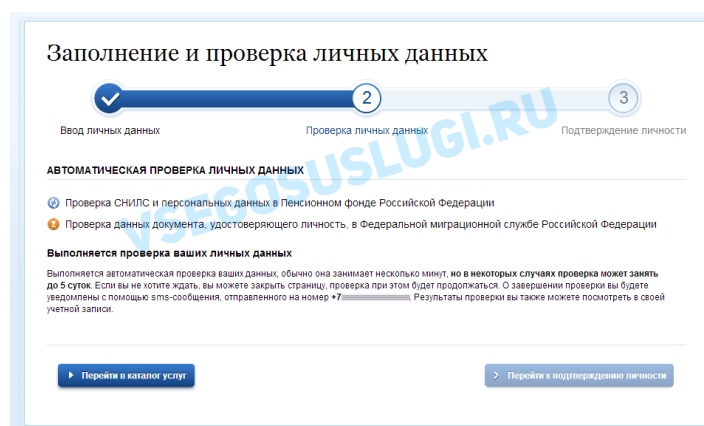 Заполнение и проверка личных данных
2
3
Ввод личных данных
Проверка личных данных
Подтверждение личности
VSEGOSUSLUGI.RU
АВТОМАТИЧЕСКАЯ ПРОВЕРКА ЛИЧНЫХ ДАННЫХ
Проверка СНИЛС и персональных данных в Пенсионном фонде Российской Федерации
Проверка данных документа, удостоверяющего личность, в Федеральной миграционной службе Российской Федерации
Выполняется проверка ваших личных данных
Выполняется автоматическая проверка ваших данных, обычно она занимает несколько минут, но в некоторых случаях проверка может занять
до 5 суток. Если вы не хотите ждать, вы можете закрыть страницу, проверка при этом будет продолжаться. О завершении проверки вы будете
уведомлены с помощью sms-сообщения, отправленного на номер +7 . Результаты проверки вы также можете посмотреть в своей
учетной записи.
Перейти в каталог услуг
Перейти к подтверждению личности